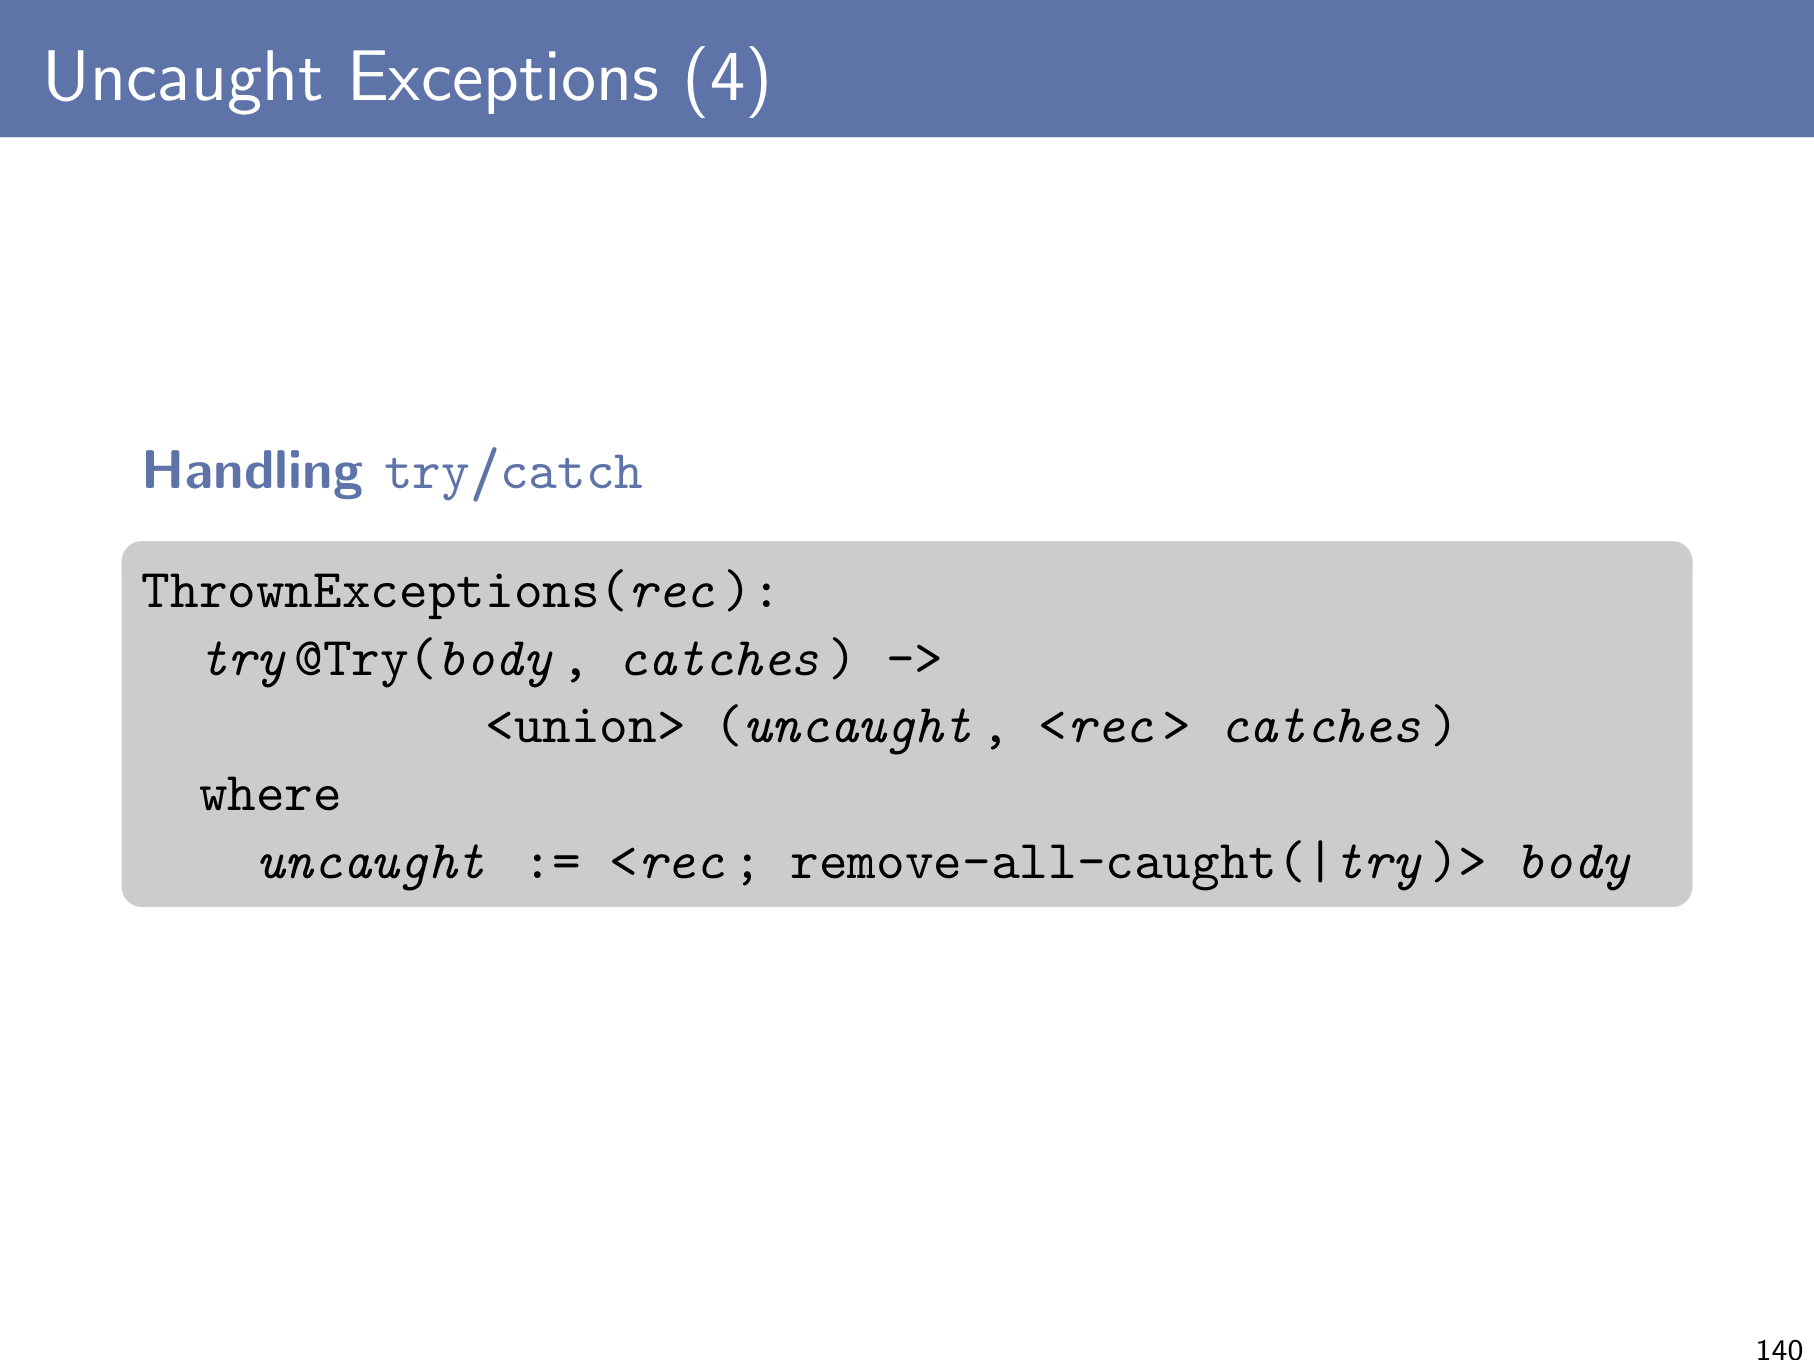 Uncaught Exceptions (4)
Handling try/catch
ThrownExceptions(rec):
try@Try(body, catches) ->
<union> (uncaught, <rec> catches)
where
uncaught := <rec; remove-all-caught(|try)> body
140